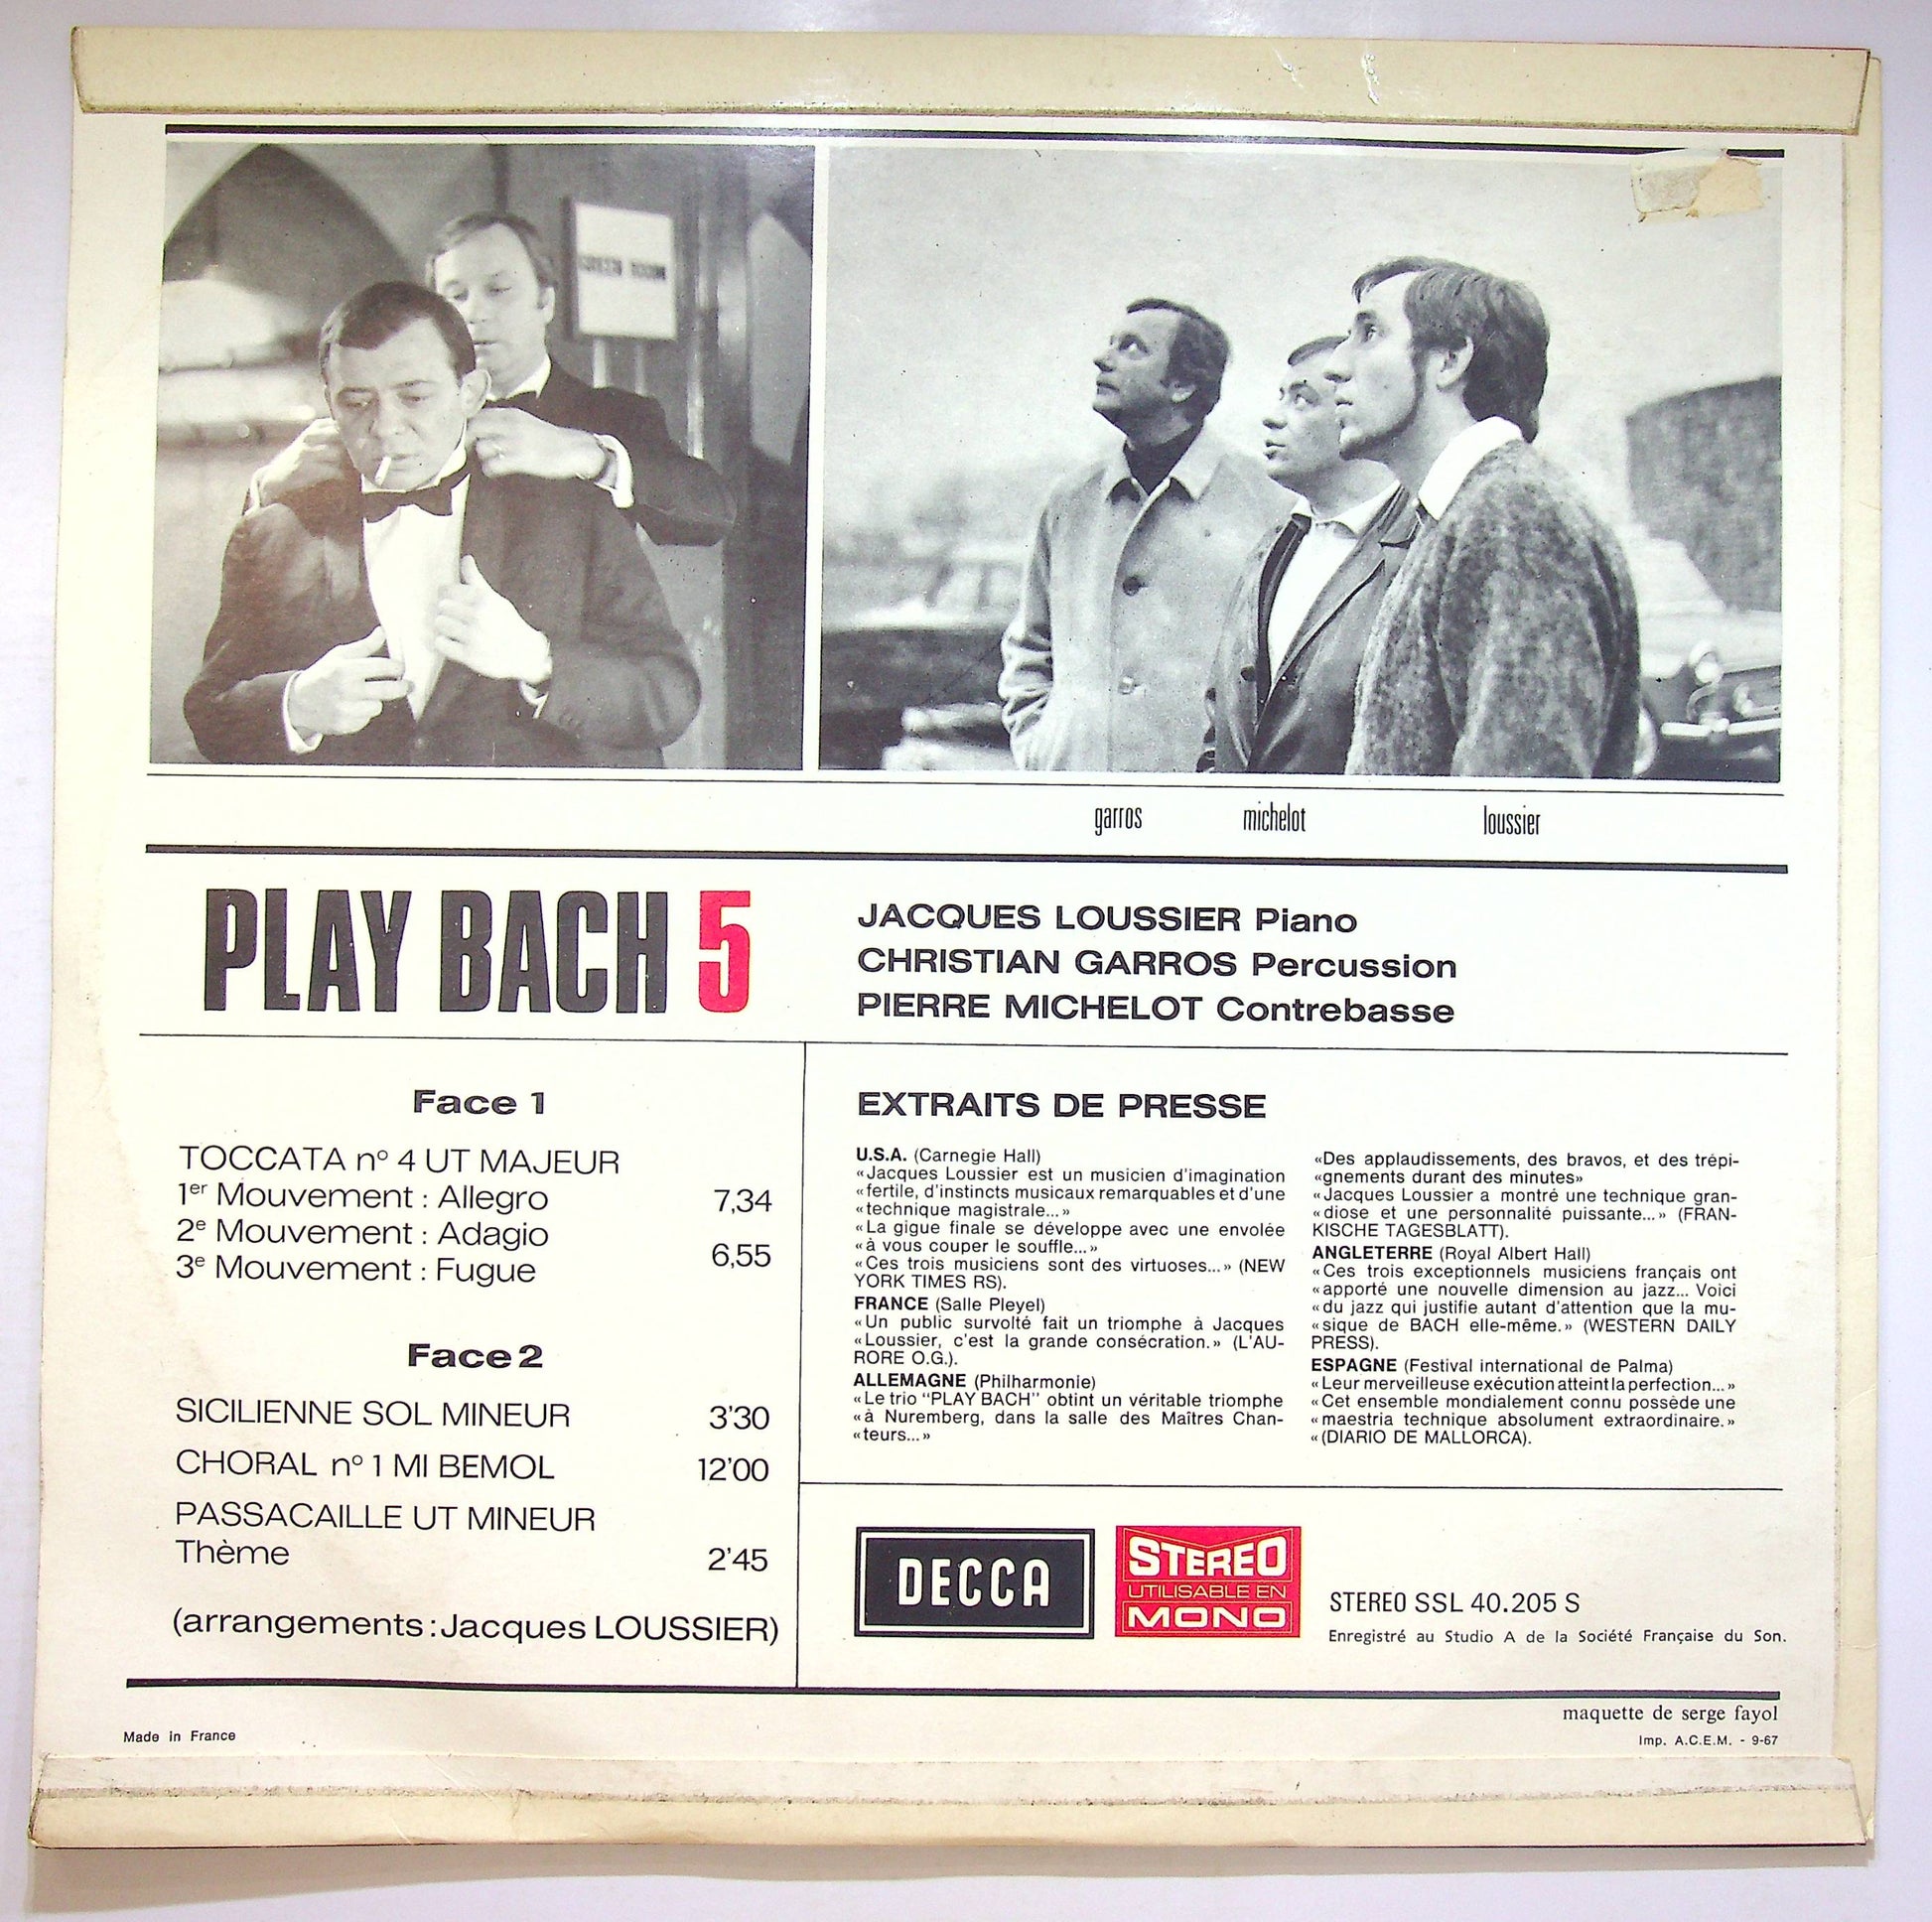 GREEN ROOM
garros
michelot
loussier
PLAY BACH 5
JACQUES LOUSSIER Piano
CHRISTIAN GARROS Percussion
PIERRE MICHELOT Contrebasse
Face 1
TOCCATA nº 4 UT MAJEUR
1er Mouvement : Allegro 7,34
2e Mouvement : Adagio
6,55
3e Mouvement : Fugue
Face 2
SICILIENNE SOL MINEUR 3'30
CHORAL nº 1 MI BEMOL 12'00
PASSACAILLE UT MINEUR
Thème 2'45
(arrangements : Jacques LOUSSIER)
EXTRAITS DE PRESSE
U.S.A. (Carnegie Hall)
«Jacques Loussier est un musicien d'imagination
«fertile, d'instincts musicaux remarquables et d'une
«technique magistrale...»
«La gigue finale se développe avec une envolée
«à vous couper le souffle...»
«Ces trois musiciens sont des virtuoses...» (NEW
YORK TIMES RS).
FRANCE (Salle Pleyel)
«Un public survolté fait un triomphe à Jacques
«Loussier, c'est la grande consécration.» (L'AU-
RORE O.G.).
ALLEMAGNE (Philharmonie)
«Le trio "PLAY BACH" obtint un véritable triomphe
«à Nuremberg, dans la salle des Maîtres Chan-
«teurs...»
«Des applaudissements, des bravos, et des trépi-
«gnements durant des minutes»
«Jacques Loussier a montré une technique gran-
«diose et une personnalité puissante...» (FRAN-
KISCHE TAGESBLATT).
ANGLETERRE (Royal Albert Hall)
«Ces trois exceptionnels musiciens français ont
«apporté une nouvelle dimension au jazz... Voici
«du jazz qui justifie autant d'attention que la mu-
«sique de BACH elle-même.» (WESTERN DAILY
PRESS).
ESPAGNE (Festival international de Palma)
«Leur merveilleuse exécution atteint la perfection...»
«Cet ensemble mondialement connu possède une
«maestria technique absolument extraordinaire.»
«(DIARIO DE MALLORCA).
DECCA
STEREO
UTILISABLE EN
MONO
STEREO SSL 40.205 S
Enregistré au Studio A de la Société Française du Son.
maquette de serge fayol
Made in France
Imp. A.C.E.M. - 9-67